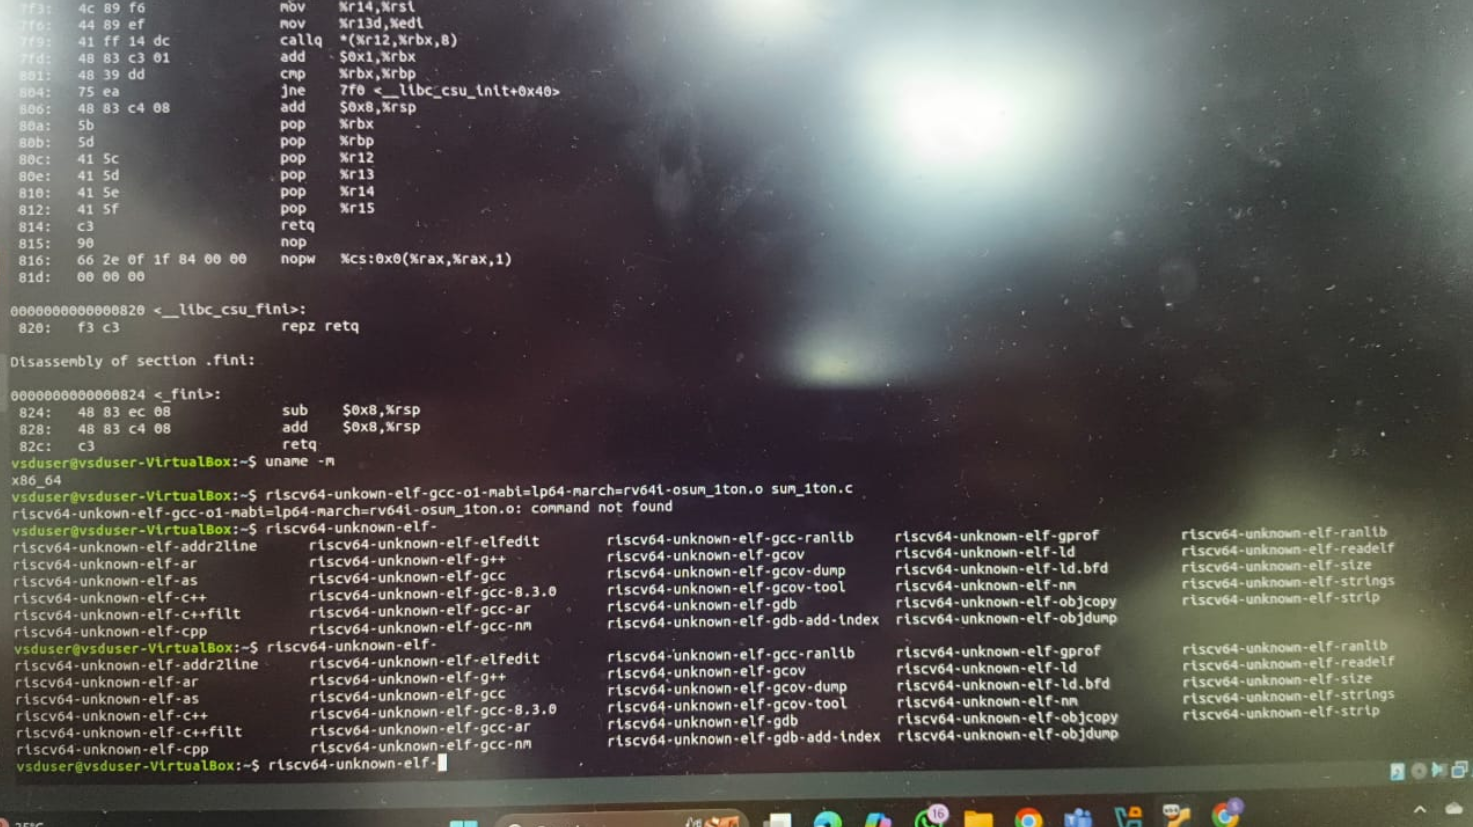 7f3: 4c 89 f6 mov %r14,%rsi
7f6: 44 89 ef mov %r13d,%edi
7f9: 41 ff 14 dc callq *(%r12,%rbx,8)
7fd: 48 83 c3 01 add $0x1,%rbx
801: 48 39 dd cmp %rbx,%rbp
804: 75 ea jne 7f0 <__libc_csu_init+0x40>
806: 48 83 c4 08 add $0x8,%rsp
80a: 5b pop %rbx
80b: 5d pop %rbp
80c: 41 5c pop %r12
80e: 41 5d pop %r13
810: 41 5e pop %r14
812: 41 5f pop %r15
814: c3 retq
815: 90 nop
816: 66 2e 0f 1f 84 00 00 nopw %cs:0x0(%rax,%rax,1)
81d: 00 00 00
0000000000000820 <__libc_csu_fini>:
820: f3 c3 repz retq
Disassembly of section .fini:
0000000000000824 <_fini>:
824: 48 83 ec 08 sub $0x8,%rsp
828: 48 83 c4 08 add $0x8,%rsp
82c: c3 retq
vsduser@vsduser-VirtualBox:~$ uname -m
x86_64
vsduser@vsduser-VirtualBox:~$ riscv64-unkown-elf-gcc-o1-mabi=lp64-march=rv64i-osum_1ton.o sum_1ton.c
riscv64-unkown-elf-gcc-o1-mabi=lp64-march=rv64i-osum_1ton.o: command not found
vsduser@vsduser-VirtualBox:~$ riscv64-unknown-elf-
riscv64-unknown-elf-addr2line riscv64-unknown-elf-elfedit riscv64-unknown-elf-gcc-ranlib riscv64-unknown-elf-gprof riscv64-unknown-elf-ranlib
riscv64-unknown-elf-ar riscv64-unknown-elf-g++ riscv64-unknown-elf-gcov riscv64-unknown-elf-ld riscv64-unknown-elf-readelf
riscv64-unknown-elf-as riscv64-unknown-elf-gcc riscv64-unknown-elf-gcov-dump riscv64-unknown-elf-ld.bfd riscv64-unknown-elf-size
riscv64-unknown-elf-c++ riscv64-unknown-elf-gcc-8.3.0 riscv64-unknown-elf-gcov-tool riscv64-unknown-elf-nm riscv64-unknown-elf-strings
riscv64-unknown-elf-c++filt riscv64-unknown-elf-gcc-ar riscv64-unknown-elf-gdb riscv64-unknown-elf-objcopy riscv64-unknown-elf-strip
riscv64-unknown-elf-cpp riscv64-unknown-elf-gcc-nm riscv64-unknown-elf-gdb-add-index riscv64-unknown-elf-objdump
vsduser@vsduser-VirtualBox:~$ riscv64-unknown-elf-
riscv64-unknown-elf-addr2line riscv64-unknown-elf-elfedit riscv64-unknown-elf-gcc-ranlib riscv64-unknown-elf-gprof riscv64-unknown-elf-ranlib
riscv64-unknown-elf-ar riscv64-unknown-elf-g++ riscv64-unknown-elf-gcov riscv64-unknown-elf-ld riscv64-unknown-elf-readelf
riscv64-unknown-elf-as riscv64-unknown-elf-gcc riscv64-unknown-elf-gcov-dump riscv64-unknown-elf-ld.bfd riscv64-unknown-elf-size
riscv64-unknown-elf-c++ riscv64-unknown-elf-gcc-8.3.0 riscv64-unknown-elf-gcov-tool riscv64-unknown-elf-nm riscv64-unknown-elf-strings
riscv64-unknown-elf-c++filt riscv64-unknown-elf-gcc-ar riscv64-unknown-elf-gdb riscv64-unknown-elf-objcopy riscv64-unknown-elf-strip
riscv64-unknown-elf-cpp riscv64-unknown-elf-gcc-nm riscv64-unknown-elf-gdb-add-index riscv64-unknown-elf-objdump
vsduser@vsduser-VirtualBox:~$ riscv64-unknown-elf-
16